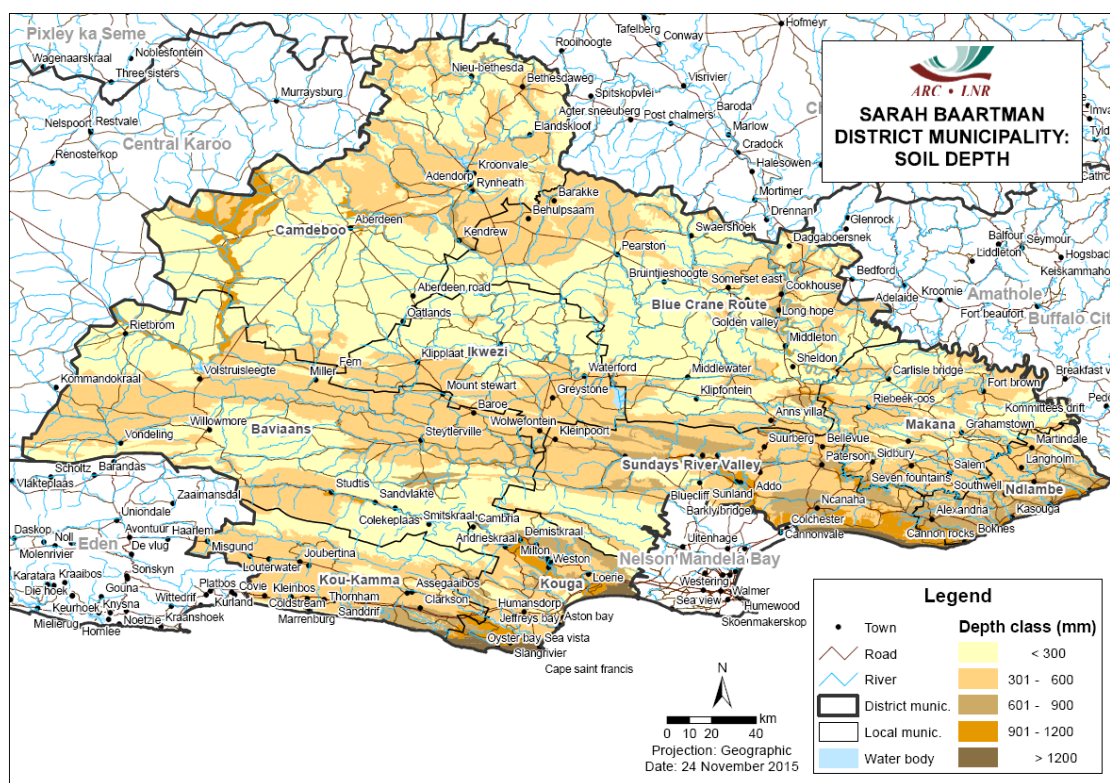 Pixley ka Seme
Noblesfontein
Wagenaarskraal
Three sisters
Murraysburg
Nelspoort
Restvale
Central Karoo
Renosterkop
Hofmeyr
Tafelberg
Conway
Rooihoogte
Nieu-bethesda
Bethesdaweg
Visrivier
Spitskopvlei
Agter sneeuberg
Post chalmers
Baroda
Marlow
Elandskloof
Cradock
Halesowen
ARC • LNR
SARAH BAARTMAN
DISTRICT MUNICIPALITY:
SOIL DEPTH
Kroonvale
Adendorp
Rynheath
Barakke
Mortimer
Behulpsaam
Drennan
Glenrock
Aberdeen
Camdeboo
Kendrew
Swaershoek
Daggaboersnek
Balfour
Seymour
Liddleton
Hogsback
Pearston
Keiskammaho
Bruintjieshoogte
Somerset east
Bedford
Cookhouse
Adelaide
Kroomie
Amathole
Aberdeen road
Blue Crane Route
Long hope
Fort beaufort
Buffalo Cit
Oatlands
Golden valley
Rietbrom
Middleton
Ikwezi
Fern
Klipplaat
Sheldon
Volstruisleegte
Miller
Waterford
Middlewater
Carlisle bridge
Fort brown
Breakfast v
Kommandokraal
Mount stewart
Greystone
Klipfontein
Riebeek-oos
Kommittees drift
Baroe
Anns villa
Willowmore
Baviaans
Wolwefontein
Makana
Grahamstown
Vondeling
Steytlerville
Kleinpoort
Suurberg
Bellevue
Martindale
Scholtz
Barandas
Sundays River Valley
Paterson
Sidbury
Langholm
Vlakteplaas
Studtis
Addo
Seven fountains
Salem
Ndlambe
Zaaimansdal
Sandvlakte
Bluecliff
Sunland
Southwell
Uniondale
Barkly bridge
Ncanaha
Kasouga
Colekeplaas
Smitskraal
Cambria
Colchester
Alexandria
Boknes
Daskop
Noll
Avontuur
Haarlem
Andrieskraal
Demistkraal
Uitenhage
Cannonvale
Cannon rocks
Molenrivier
Eden
De vlug
Misgund
Joubertina
Milton
Weston
Nelson Mandela Bay
Louterwater
Karatara
Kraaibos
Sonskyn
Platbos
Covie
Kleinbos
Kou-Kamma
Assegaaibos
Kouga
Loerie
Westering
Walmer
Die hoek
Gouna
Wittedrif
Kurland
Coldstream
Thornham
Clarkson
Humansdorp
Sea view
Humewood
Keurhoek
Knysna
Kraanshoek
Marrenburg
Sanddrif
Jeffreys bay
Aston bay
Skoenmakerskop
Mielierug
Hornlee
Noetzie
Oyster bay
Sea vista
Slangrivier
Cape saint francis
N
0 10 20 40
km
Projection: Geographic
Date: 24 November 2015
Legend
Town
Road
River
District munic.
Local munic.
Water body
Depth class (mm)
< 300
301 - 600
601 - 900
901 - 1200
> 1200